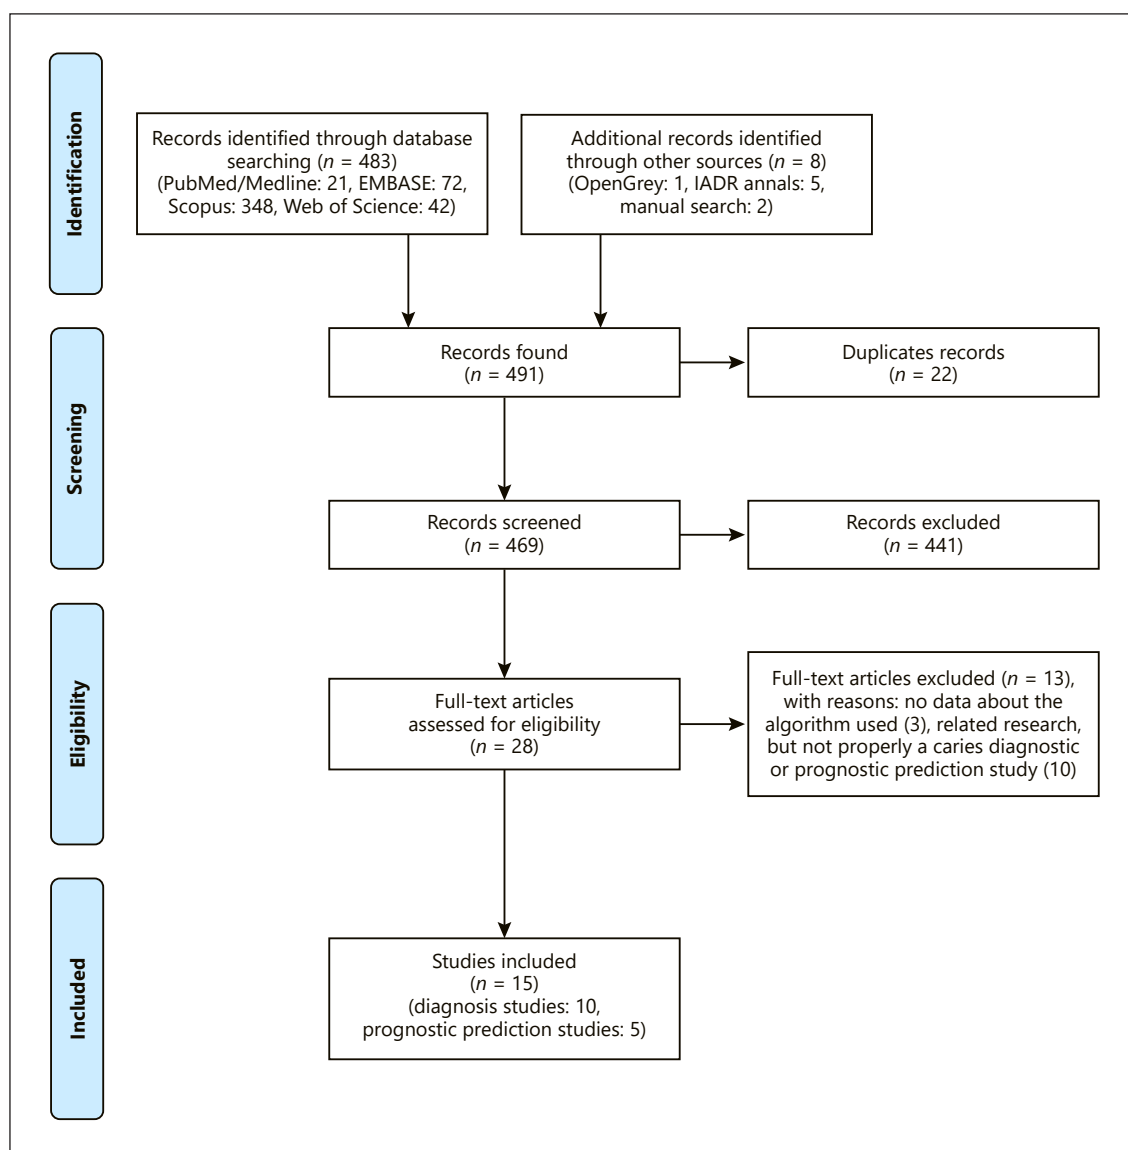 Identification
Records identified through database
searching (n = 483)
(PubMed/Medline: 21, EMBASE: 72,
Scopus: 348, Web of Science: 42)
Additional records identified
through other sources (n = 8)
(OpenGrey: 1, IADR annals: 5,
manual search: 2)
Screening
Records found
(n = 491)
Duplicates records
(n = 22)
Records screened
(n = 469)
Records excluded
(n = 441)
Eligibility
Full-text articles
assessed for eligibility
(n = 28)
Full-text articles excluded (n = 13),
with reasons: no data about the
algorithm used (3), related research,
but not properly a caries diagnostic
or prognostic prediction study (10)
Included
Studies included
(n = 15)
(diagnosis studies: 10,
prognostic prediction studies: 5)